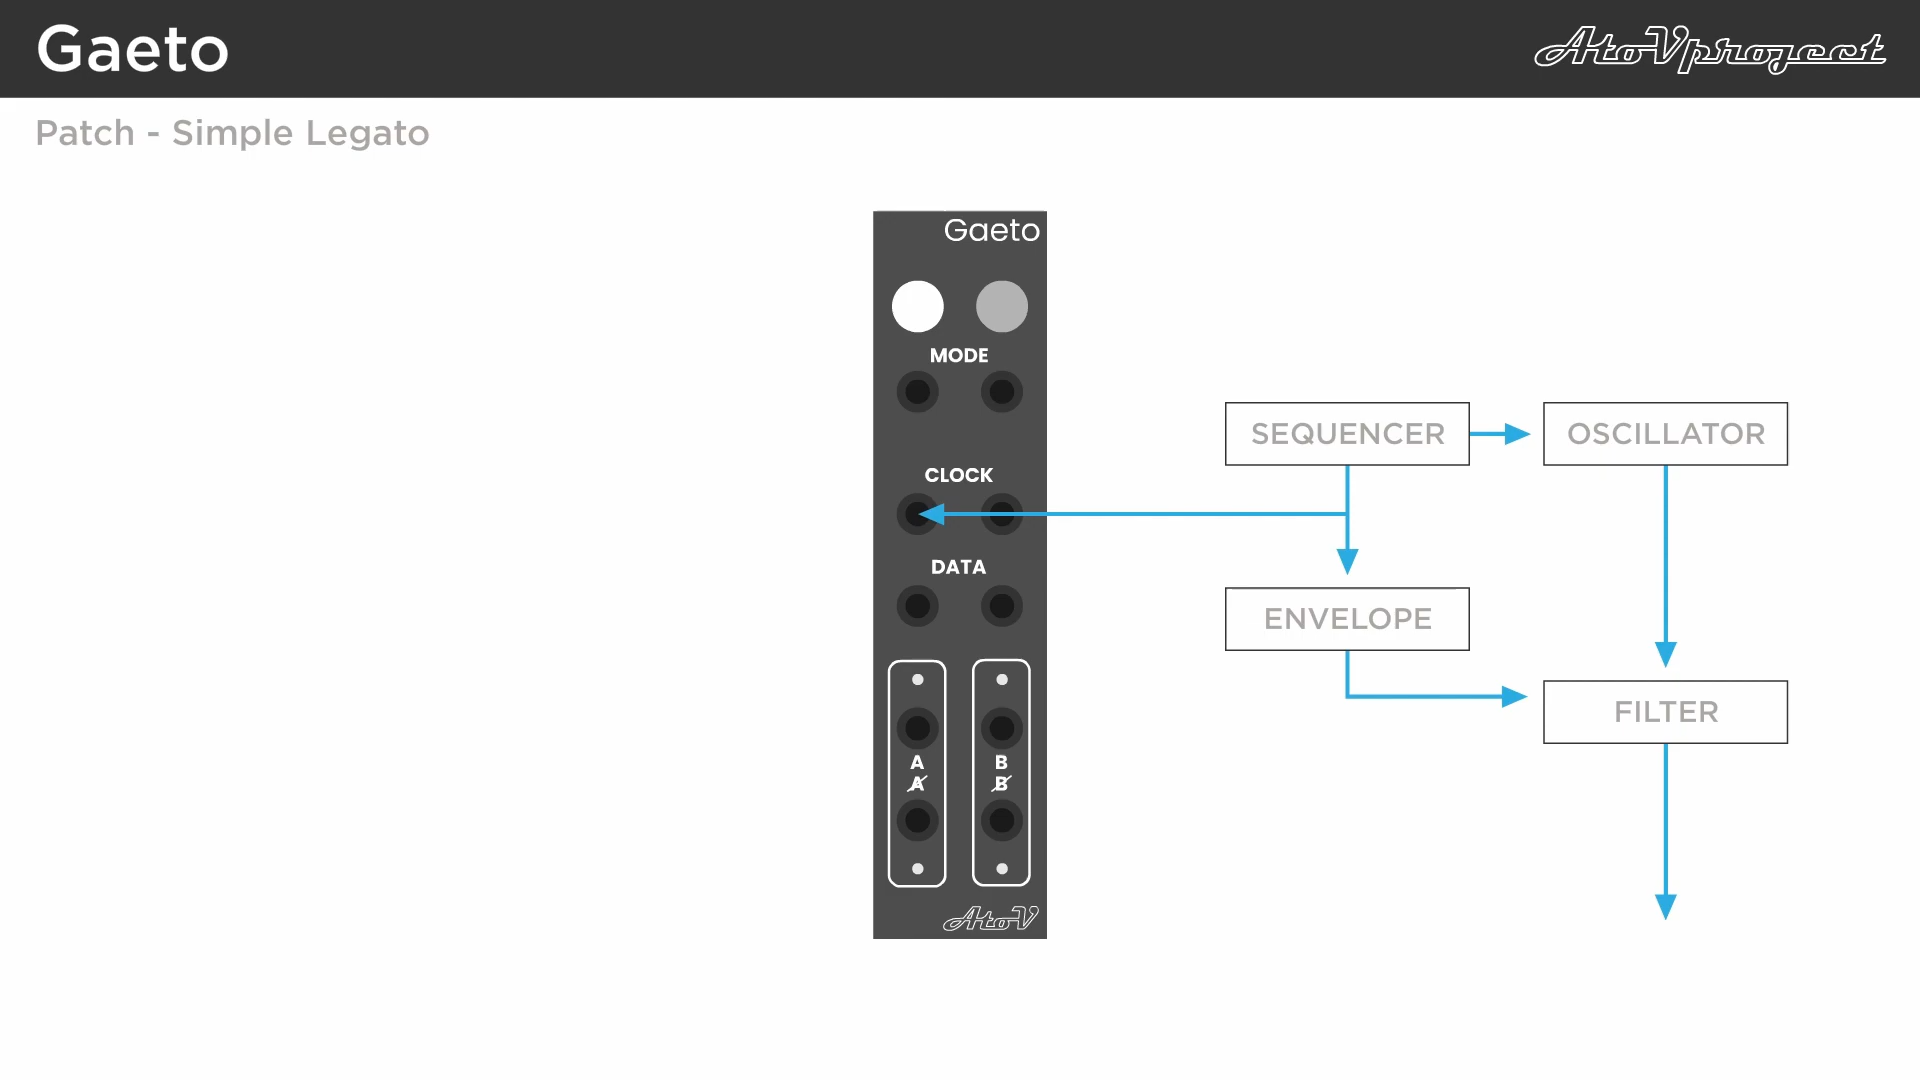 Gaeto
AtoVproject
Patch - Simple Legato
Gaeto
MODE
CLOCK
DATA
A
A
B
B
AtoV
SEQUENCER
OSCILLATOR
ENVELOPE
FILTER